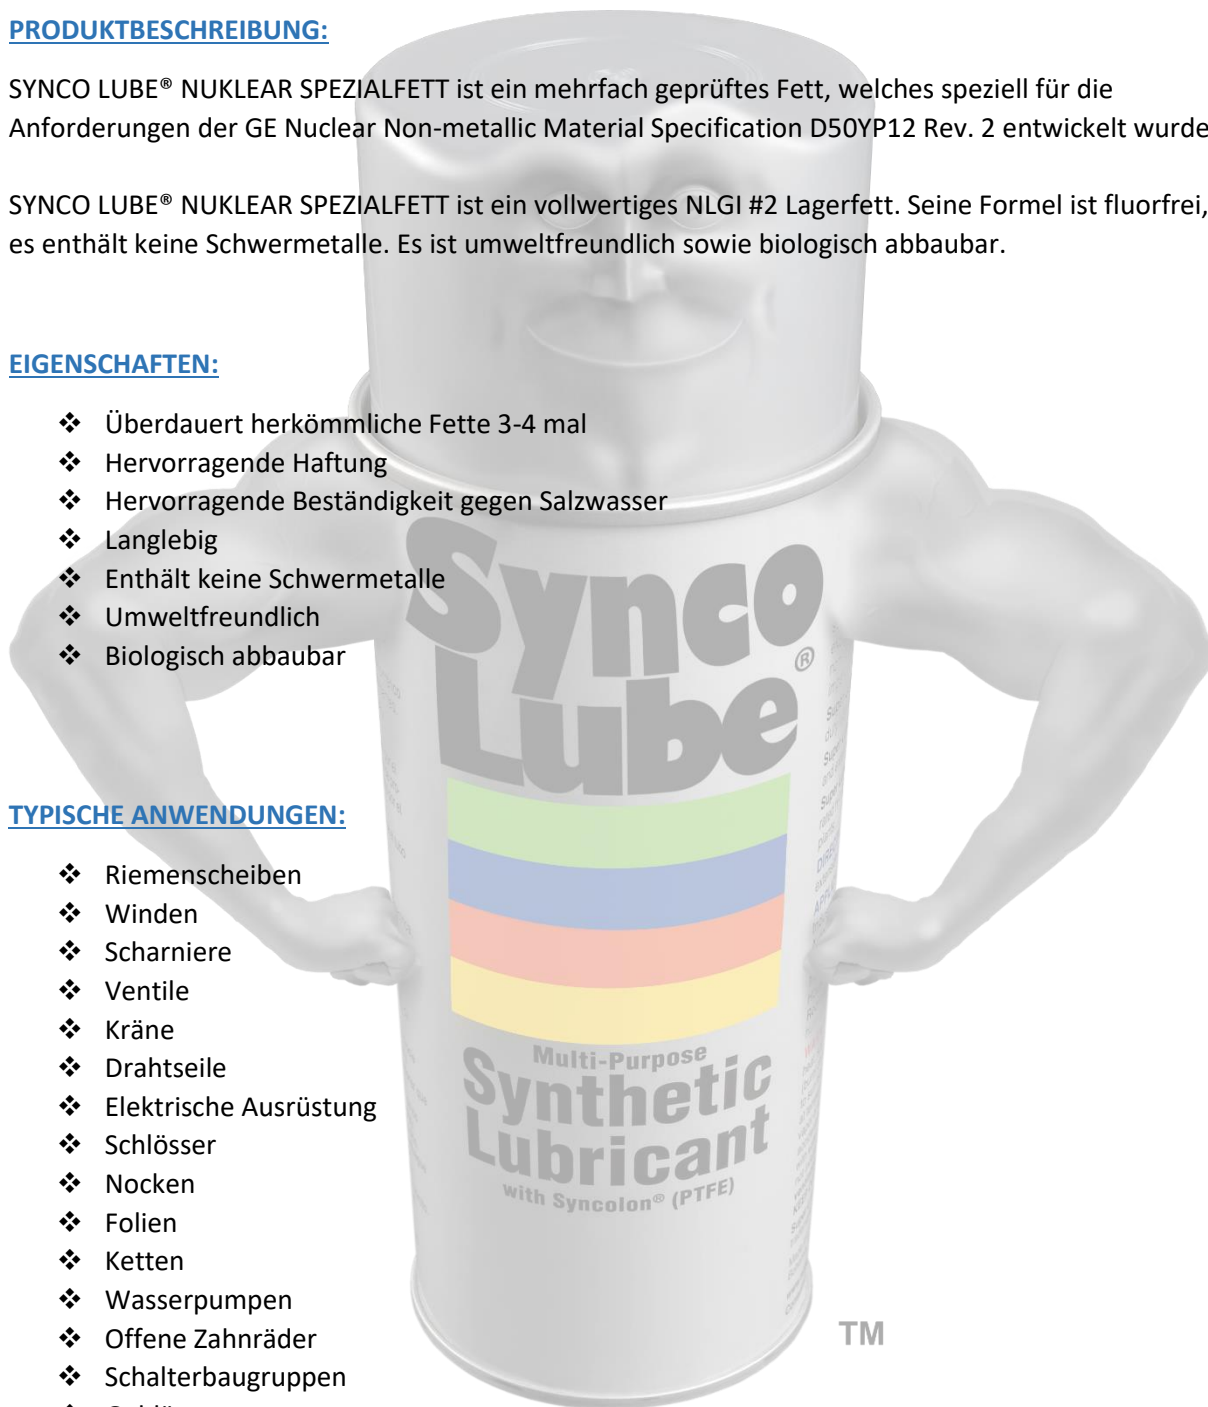 PRODUKTBESCHREIBUNG:
SYNCO LUBE® NUKLEAR SPEZIALFETT ist ein mehrfach geprüftes Fett, welches speziell für die
Anforderungen der GE Nuclear Non-metallic Material Specification D50YP12 Rev. 2 entwickelt wurde
SYNCO LUBE® NUKLEAR SPEZIALFETT ist ein vollwertiges NLGI #2 Lagerfett. Seine Formel ist fluorfrei,
es enthält keine Schwermetalle. Es ist umweltfreundlich sowie biologisch abbaubar.
EIGENSCHAFTEN:
❖ Überdauert herkömmliche Fette 3-4 mal
❖ Hervorragende Haftung
❖ Hervorragende Beständigkeit gegen Salzwasser
❖ Langlebig
❖ Enthält keine Schwermetalle
❖ Umweltfreundlich
❖ Biologisch abbaubar
TYPISCHE ANWENDUNGEN:
❖ Riemenscheiben
❖ Winden
❖ Scharniere
❖ Ventile
❖ Kräne
❖ Drahtseile
❖ Elektrische Ausrüstung
❖ Schlösser
❖ Nocken
❖ Folien
❖ Ketten
❖ Wasserpumpen
❖ Offene Zahnräder
❖ Schalterbaugruppen
Synco
Lube®
Multi-Purpose
Synthetic
Lubricant
with Syncolon® (PTFE)
TM